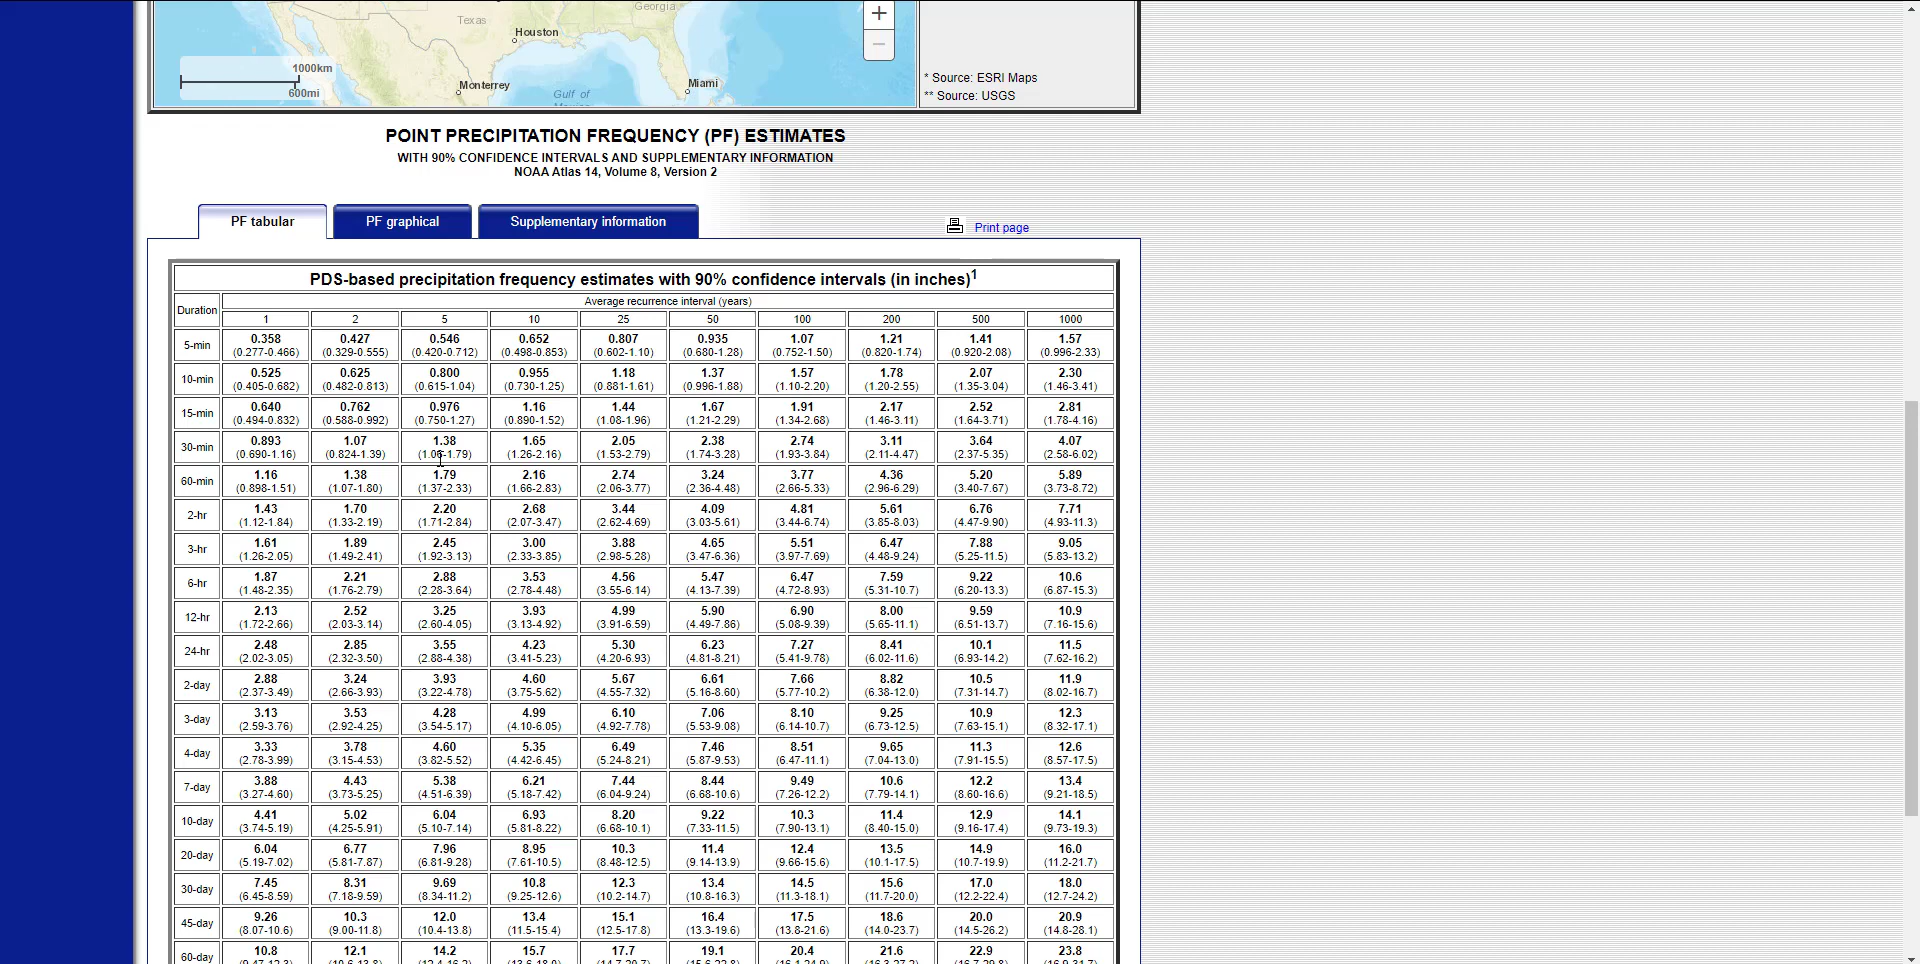 Georgia
Texas
Houston
+
−
1000km
600mi
Monterrey
Gulf of
Miami
* Source: ESRI Maps
** Source: USGS
POINT PRECIPITATION FREQUENCY (PF) ESTIMATES
WITH 90% CONFIDENCE INTERVALS AND SUPPLEMENTARY INFORMATION
NOAA Atlas 14, Volume 8, Version 2
PF tabular PF graphical Supplementary information Print page
PDS-based precipitation frequency estimates with 90% confidence intervals (in inches)1
Duration Average recurrence interval (years)
1 2 5 10 25 50 100 200 500 1000
5-min 0.358 0.427 0.546 0.652 0.807 0.935 1.07 1.21 1.41 1.57
(0.277-0.466) (0.329-0.555) (0.420-0.712) (0.498-0.853) (0.602-1.10) (0.680-1.28) (0.752-1.50) (0.820-1.74) (0.920-2.08) (0.996-2.33)
10-min 0.525 0.625 0.800 0.955 1.18 1.37 1.57 1.78 2.07 2.30
(0.405-0.682) (0.482-0.813) (0.615-1.04) (0.730-1.25) (0.881-1.61) (0.996-1.88) (1.10-2.20) (1.20-2.55) (1.35-3.04) (1.46-3.41)
15-min 0.640 0.762 0.976 1.16 1.44 1.67 1.91 2.17 2.52 2.81
(0.494-0.832) (0.588-0.992) (0.750-1.27) (0.890-1.52) (1.08-1.96) (1.21-2.29) (1.34-2.68) (1.46-3.11) (1.64-3.71) (1.78-4.16)
30-min 0.893 1.07 1.38 1.65 2.05 2.38 2.74 3.11 3.64 4.07
(0.690-1.16) (0.824-1.39) (1.26-2.16) (1.53-2.79) (1.74-3.28) (1.93-3.84) (2.11-4.47) (2.37-5.35) (2.58-6.02)
60-min 1.16 1.38 1.79 2.16 2.74 3.24 3.77 4.36 5.20 5.89
(0.898-1.51) (1.07-1.80) (1.37-2.33) (1.66-2.83) (2.06-3.77) (2.36-4.48) (2.66-5.33) (2.96-6.29) (3.40-7.67) (3.73-8.72)
2-hr 1.43 1.70 2.20 2.68 3.44 4.09 4.81 5.61 6.76 7.71
(1.12-1.84) (1.33-2.19) (1.71-2.84) (2.07-3.47) (2.62-4.69) (3.03-5.61) (3.44-6.74) (3.85-8.03) (4.47-9.90) (4.93-11.3)
3-hr 1.61 1.89 2.45 3.00 3.88 4.65 5.51 6.47 7.88 9.05
(1.26-2.05) (1.49-2.41) (1.92-3.13) (2.33-3.85) (2.98-5.28) (3.47-6.36) (3.97-7.69) (4.48-9.24) (5.25-11.5) (5.83-13.2)
6-hr 1.87 2.21 2.88 3.53 4.56 5.47 6.47 7.59 9.22 10.6
(1.48-2.35) (1.76-2.79) (2.28-3.64) (2.78-4.48) (3.55-6.14) (4.13-7.39) (4.72-8.93) (5.31-10.7) (6.20-13.3) (6.87-15.3)
12-hr 2.13 2.52 3.25 3.93 4.99 5.90 6.90 8.00 9.59 10.9
(1.72-2.66) (2.03-3.14) (2.60-4.05) (3.13-4.92) (3.91-6.59) (4.49-7.86) (5.08-9.39) (5.65-11.1) (6.51-13.7) (7.16-15.6)
24-hr 2.48 2.85 3.55 4.23 5.30 6.23 7.27 8.41 10.1 11.5
(2.02-3.05) (2.32-3.50) (2.88-4.38) (3.41-5.23) (4.20-6.93) (4.81-8.21) (5.41-9.78) (6.02-11.6) (6.93-14.2) (7.62-16.2)
2-day 2.88 3.24 3.93 4.60 5.67 6.61 7.66 8.82 10.5 11.9
(2.37-3.49) (2.66-3.93) (3.22-4.78) (3.75-5.62) (4.55-7.32) (5.16-8.60) (5.77-10.2) (6.38-12.0) (7.31-14.7) (8.02-16.7)
3-day 3.13 3.53 4.28 4.99 6.10 7.06 8.10 9.25 10.9 12.3
(2.59-3.76) (2.92-4.25) (3.54-5.17) (4.10-6.05) (4.92-7.78) (5.53-9.08) (6.14-10.7) (6.73-12.5) (7.63-15.1) (8.32-17.1)
4-day 3.33 3.78 4.60 5.35 6.49 7.46 8.51 9.65 11.3 12.6
(2.78-3.99) (3.15-4.53) (3.82-5.52) (4.42-6.45) (5.24-8.21) (5.87-9.53) (6.47-11.1) (7.04-13.0) (7.91-15.5) (8.57-17.5)
7-day 3.88 4.43 5.38 6.21 7.44 8.44 9.49 10.6 12.2 13.4
(3.27-4.60) (3.73-5.25) (4.51-6.39) (5.18-7.42) (6.04-9.24) (6.68-10.6) (7.26-12.2) (7.79-14.1) (8.60-16.6) (9.21-18.5)
10-day 4.41 5.02 6.04 6.93 8.20 9.22 10.3 11.4 12.9 14.1
(3.74-5.19) (4.25-5.91) (5.10-7.14) (5.81-8.22) (6.68-10.1) (7.33-11.5) (7.90-13.1) (8.40-15.0) (9.16-17.4) (9.73-19.3)
20-day 6.04 6.77 7.96 8.95 10.3 11.4 12.4 13.5 14.9 16.0
(5.19-7.02) (5.81-7.87) (6.81-9.28) (7.61-10.5) (8.48-12.5) (9.14-13.9) (9.66-15.6) (10.1-17.5) (10.7-19.9) (11.2-21.7)
30-day 7.45 8.31 9.69 10.8 12.3 13.4 14.5 15.6 17.0 18.0
(6.45-8.59) (7.18-9.59) (8.34-11.2) (9.25-12.6) (10.2-14.7) (10.8-16.3) (11.3-18.1) (11.7-20.0) (12.2-22.4) (12.7-24.2)
45-day 9.26 10.3 12.0 13.4 15.1 16.4 17.5 18.6 20.0 20.9
(8.07-10.6) (9.00-11.8) (10.4-13.8) (11.5-15.4) (12.5-17.8) (13.3-19.6) (13.8-21.6) (14.0-23.7) (14.5-26.2) (14.8-28.1)
60-day 10.8 12.1 14.2 15.7 17.7 19.1 20.4 21.6 22.9 23.8